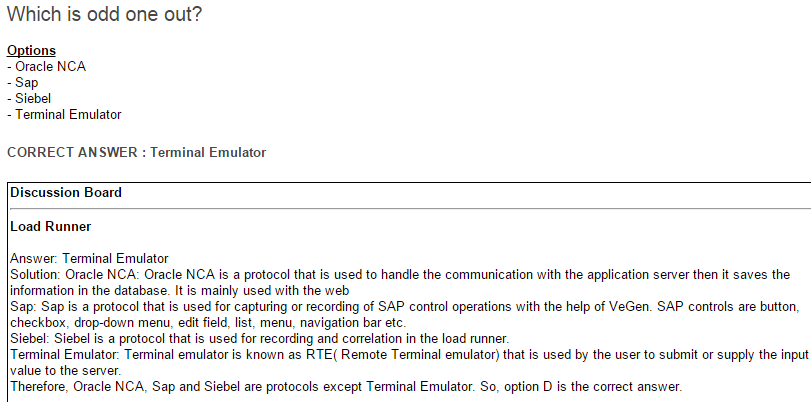 Which is odd one out?
Options
- Oracle NCA
- Sap
- Siebel
- Terminal Emulator
CORRECT ANSWER : Terminal Emulator
Discussion Board
Load Runner
Answer: Terminal Emulator
Solution: Oracle NCA: Oracle NCA is a protocol that is used to handle the communication with the application server then it saves the
information in the database. It is mainly used with the web
Sap: Sap is a protocol that is used for capturing or recording of SAP control operations with the help of VeGen. SAP controls are button,
checkbox, drop-down menu, edit field, list, menu, navigation bar etc.
Siebel: Siebel is a protocol that is used for recording and correlation in the load runner.
Terminal Emulator: Terminal emulator is known as RTE( Remote Terminal emulator) that is used by the user to submit or supply the input
value to the server.
Therefore, Oracle NCA, Sap and Siebel are protocols except Terminal Emulator. So, option D is the correct answer.